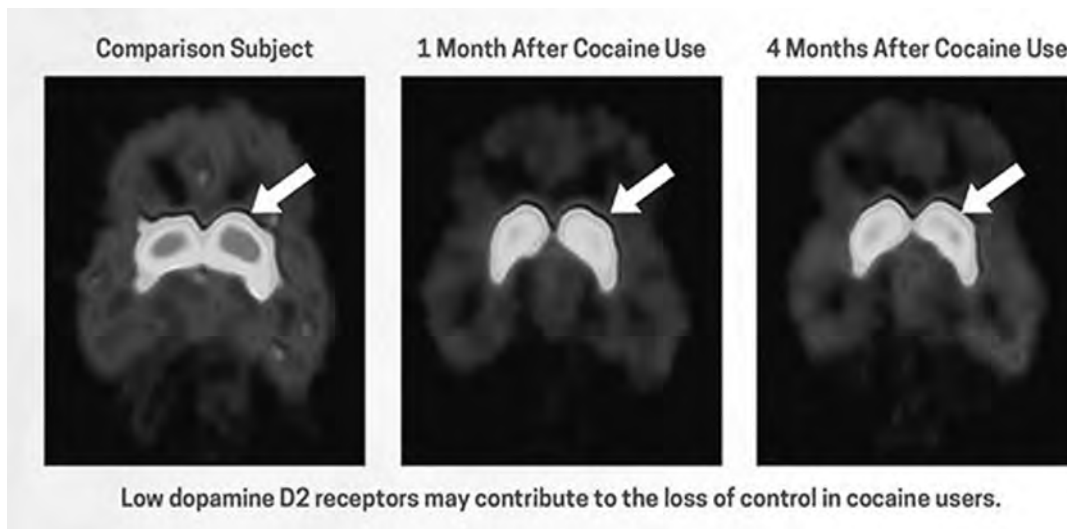 Comparison Subject
1 Month After Cocaine Use
4 Months After Cocaine Use
Low dopamine D2 receptors may contribute to the loss of control in cocaine users.